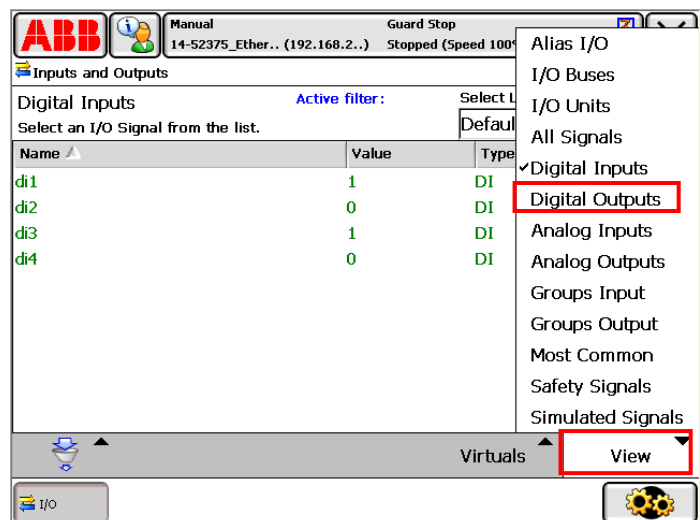 ABB
Manual Guard Stop
14-52375_Ether.. (192.168.2..) Stopped (Speed 100%
Inputs and Outputs
Digital Inputs Active filter: Select L
Select an I/O Signal from the list. Defaul
Name Value Type
di1 1 DI
di2 0 DI
di3 1 DI
di4 0 DI
Alias I/O
I/O Buses
I/O Units
All Signals
Digital Inputs
Digital Outputs
Analog Inputs
Analog Outputs
Groups Input
Groups Output
Most Common
Safety Signals
Simulated Signals
Virtuals View
I/O